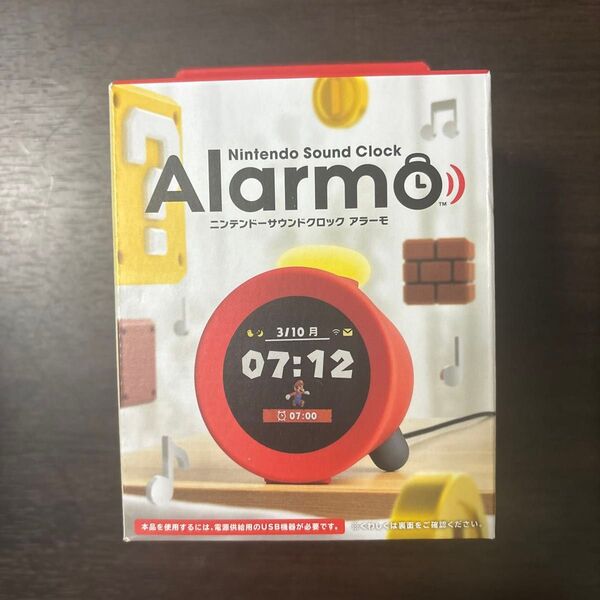 Nintendo Sound Clock
Alarmo
TM
ニンテンドーサウンドクロック アラーモ
3/10 月
07:12
07:00
本品を使用するには、電源供給用のUSB機器が必要です。 ※くわしくは裏面をご確認ください。